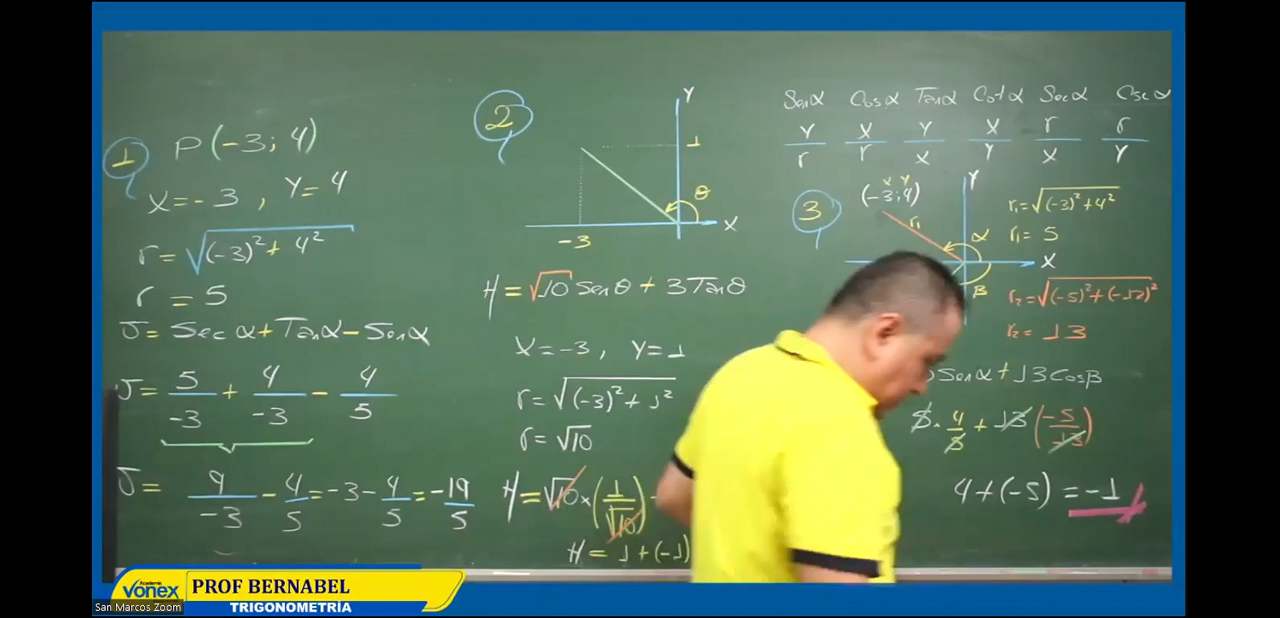 1
P(-3; 4)
X=-3 , Y=4
r=√((-3)²+4²)
r=5
J=Secα+Tanα-Senα
J= 5/-3 + 4/-3 - 4/5
J= 9/-3 - 4/5 = -3 - 4/5 = -19/5
2
Y
1
θ
X
-3
H=√10 Senθ + 3Tanθ
X=-3 , Y=1
r=√((-3)²+1²)
r=√10
H=√10×(1/√10)
H= 1+(-1)
Senα Cosα Tanα Cotα Secα Cscα
Y/r X/r Y/X X/Y r/X r/Y
3
X Y
(-3;4)
r₁
Y
α
X
β
r₁=√((-3)²+4²)
r₁= 5
r₂=√((-5)²+(-12)²)
r₂= 13
Senα+13Cosβ
5·4/5+13(-5/13)
4+(-5)=-1
Academia
vonex
PROF BERNABEL
TRIGONOMETRÍA
San Marcos Zoom